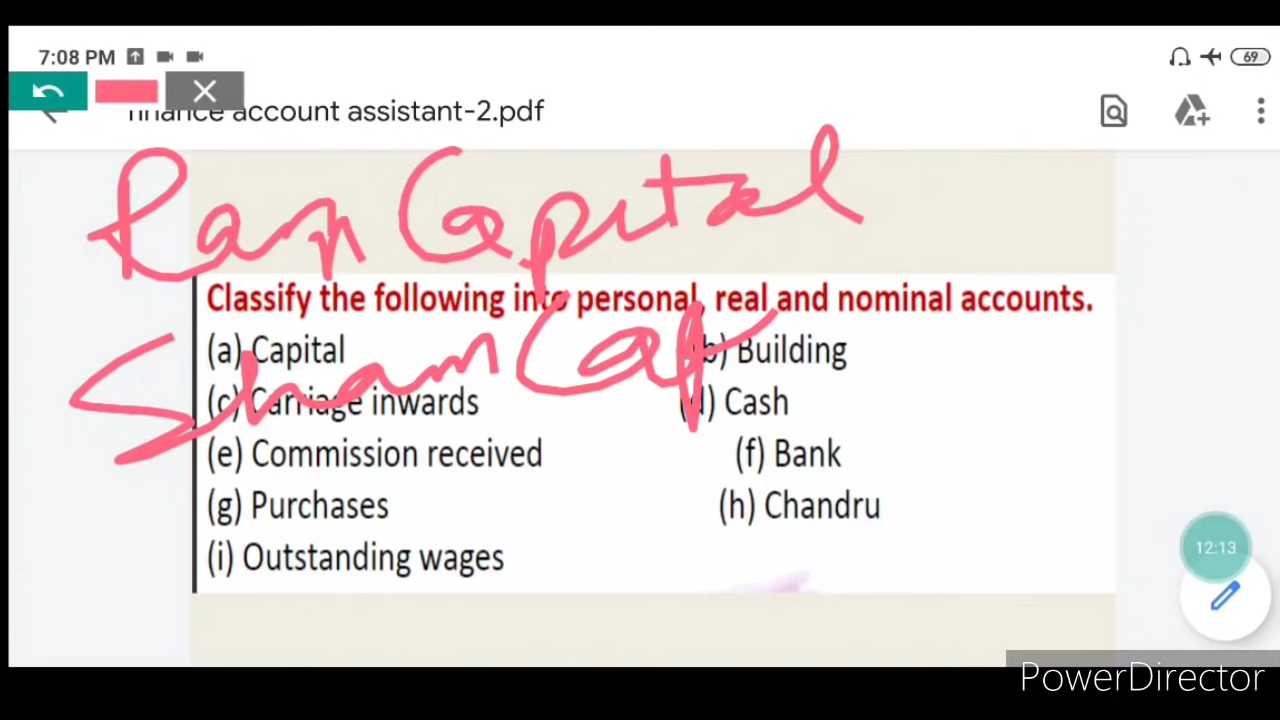 7:08 PM
69
finance account assistant-2.pdf
Ram Capital
Classify the following into personal, real and nominal accounts.
Sham Cap
(a) Capital (b) Building
(c) Carriage inwards (d) Cash
(e) Commission received (f) Bank
(g) Purchases (h) Chandru
(i) Outstanding wages
12:13
PowerDirector